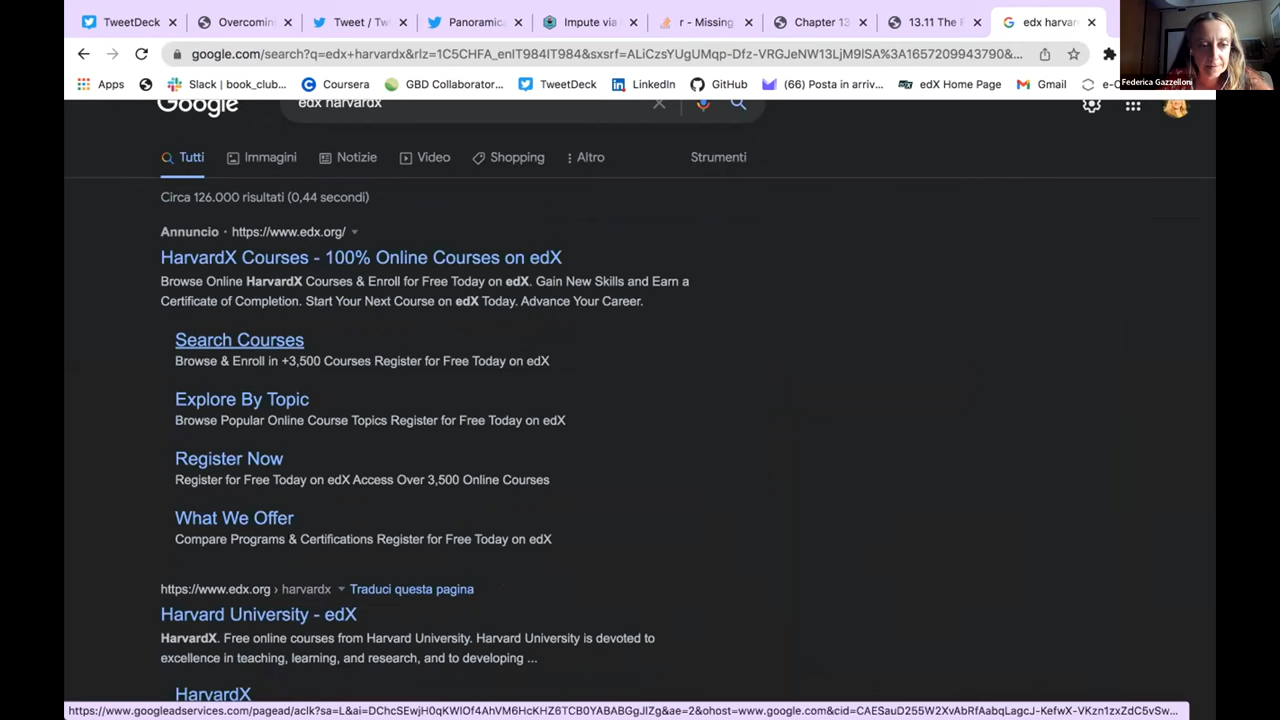 TweetDeck
Overcomin
Tweet / Tw
Panoramica
Impute via
r - Missing
Chapter 13
13.11 The
edx harvar
google.com/search?q=edx+harvardx&rlz=1C5CHFA_enIT984IT984&sxsrf=ALiCzsYUgUMqp-Dfz-VRGJeNW13LjM9lSA%3A1657209943790&...
Federica Gazzelloni
Apps
Slack | book_club...
Coursera
GBD Collaborator...
TweetDeck
LinkedIn
GitHub
(66) Posta in arriv...
edX Home Page
Gmail
Google
edx harvardx
Tutti
Immagini
Notizie
Video
Shopping
Altro
Strumenti
Circa 126.000 risultati (0,44 secondi)
Annuncio · https://www.edx.org/
HarvardX Courses - 100% Online Courses on edX
Browse Online HarvardX Courses & Enroll for Free Today on edX. Gain New Skills and Earn a
Certificate of Completion. Start Your Next Course on edX Today. Advance Your Career.
Search Courses
Browse & Enroll in +3,500 Courses Register for Free Today on edX
Explore By Topic
Browse Popular Online Course Topics Register for Free Today on edX
Register Now
Register for Free Today on edX Access Over 3,500 Online Courses
What We Offer
Compare Programs & Certifications Register for Free Today on edX
https://www.edx.org › harvardx
Traduci questa pagina
Harvard University - edX
HarvardX. Free online courses from Harvard University. Harvard University is devoted to
excellence in teaching, learning, and research, and to developing ...
HarvardX